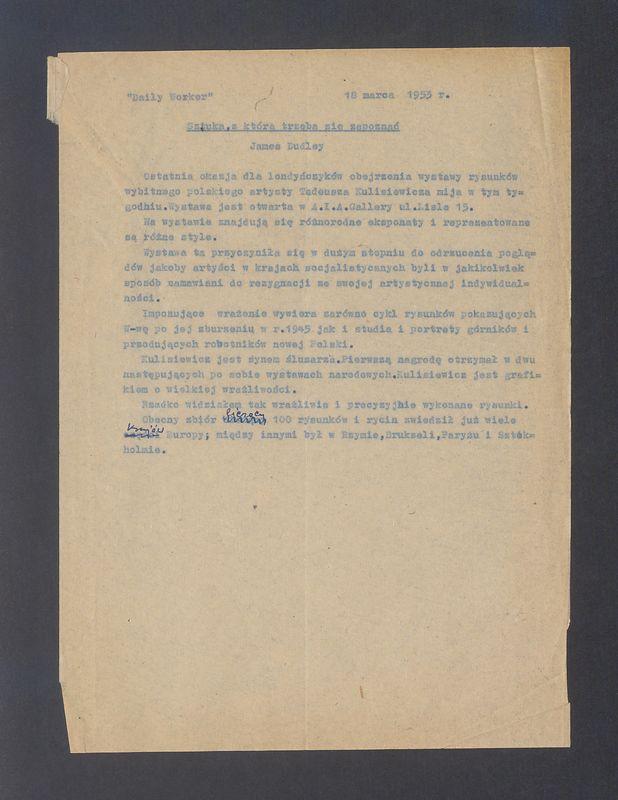 "Daily Worker" 18 marca 1953 r.
Sztuka,z którą trzeba się zapoznać
James Dudley
Ostatnia okazja dla londyńczyków obejrzenia wystawy rysunków
wybitnego polskiego artysty Tadeusza Kulisiewicza mija w tym ty-
godniu.Wystawa jest otwarta w A.I.A.Gallery ul.Lisle 15.
Na wystawie znajdują się różnorodne eksponaty i reprezentowane
są różne style.
Wystawa ta przyczyniła się w dużym stopniu do odrzucenia poglą=
dów jakoby artyści w krajach socjalistycznych byli w jakikolwiek
sposób namawiani do rezygnacji ze swojej artystycznej indywidual=
ności.
Imponujące wrażenie wywiera zarówno cykl rysunków pokazujących
W-wę po jej zburzeniu w r.1945 jak i studia i portrety górników i
przodujących robotników nowej Polski.
Kulisiewicz jest synem ślusarza.Pierwszą nagrodę otrzymał w dwu
następujących po sobie wystawach narodowych.Kulisiewicz jest grafi-
kiem o wielkiej wrażliwości.
Rzadko widziałem tak wrażliwie i precyzyjnie wykonane rysunki.
Obecny zbiór liczący 100 rysunków i rycin zwiedził już wiele
krajów Europy; między innymi był w Rzymie,Brukseli,Paryżu i Sztok=
holmie.